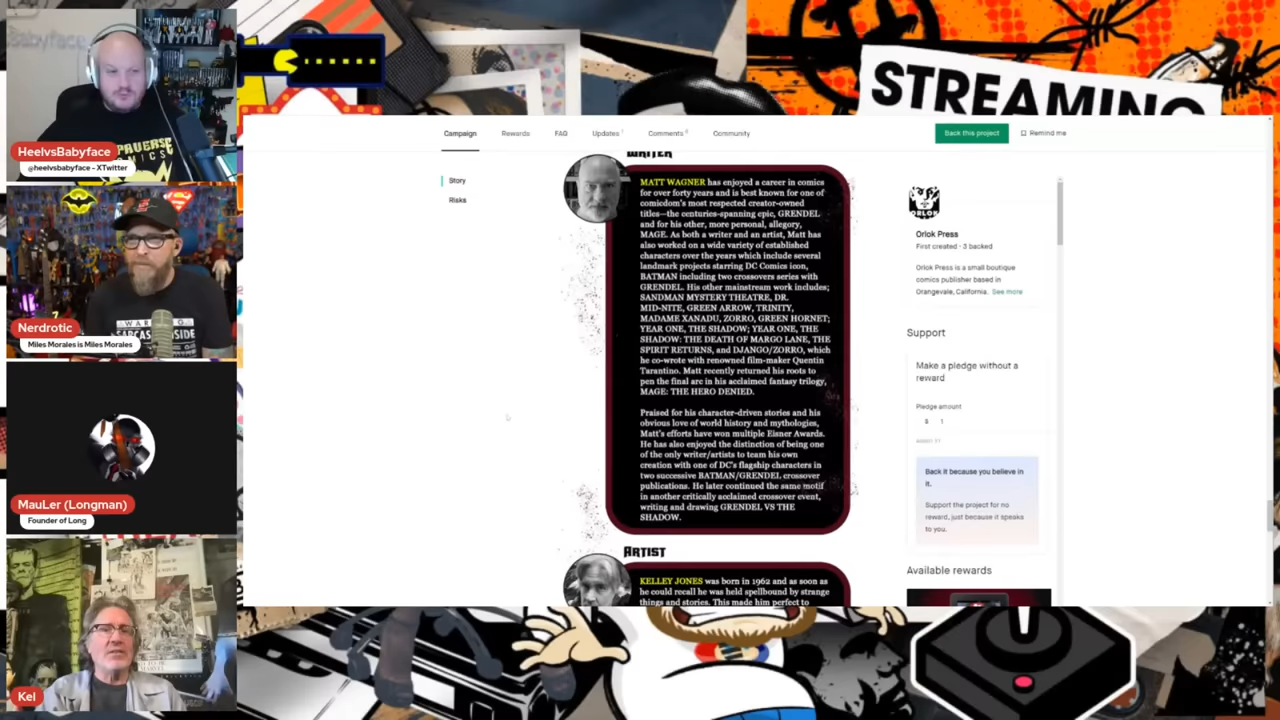 Babyface
HeelvsBabyface
@heelvsbabyface - XTwitter
Nerdrotic
Miles Morales is Miles Morales
MauLer (Longman)
Founder of Long
Kel
STREAMING
Campaign
Rewards
FAQ
Updates
Comments
Community
Back this project
Remind me
Story
Risks
WRITER
MATT WAGNER has enjoyed a career in comics
for over forty years and is best known for one of
comicdom's most respected creator-owned
titles—the centuries-spanning epic, GRENDEL
and for his other, more personal, allegory,
MAGE. As both a writer and an artist, Matt has
also worked on a wide variety of established
characters over the years which include several
landmark projects starring DC Comics icon,
BATMAN including two crossovers series with
GRENDEL. His other mainstream work includes;
SANDMAN MYSTERY THEATRE, DR.
MID-NITE, GREEN ARROW, TRINITY,
MADAME XANADU, ZORRO, GREEN HORNET;
YEAR ONE, THE SHADOW; YEAR ONE, THE
SHADOW: THE DEATH OF MARGO LANE, THE
SPIRIT RETURNS, and DJANGO/ZORRO, which
he co-wrote with renowned film-maker Quentin
Tarantino. Matt recently returned his roots to
pen the final arc in his acclaimed fantasy trilogy,
MAGE: THE HERO DENIED.
Praised for his character-driven stories and his
obvious love of world history and mythologies,
Matt's efforts have won multiple Eisner Awards.
He has also enjoyed the distinction of being one
of the only writer/artists to team his own
creation with one of DC's flagship characters in
two successive BATMAN/GRENDEL crossover
publications. He later continued the same motif
in another critically acclaimed crossover event,
writing and drawing GRENDEL VS THE
SHADOW.
ARTIST
KELLEY JONES was born in 1962 and as soon as
he could recall he was held spellbound by strange
things and stories. This made him perfect to
ORLOK
Orlok Press
First created · 3 backed
Orlok Press is a small boutique
comics publisher based in
Orangevale, California. See more
Support
Make a pledge without a
reward
Pledge amount
$ 1
Back it because you believe in
it.
Support the project for no
reward, just because it speaks
to you.
Available rewards